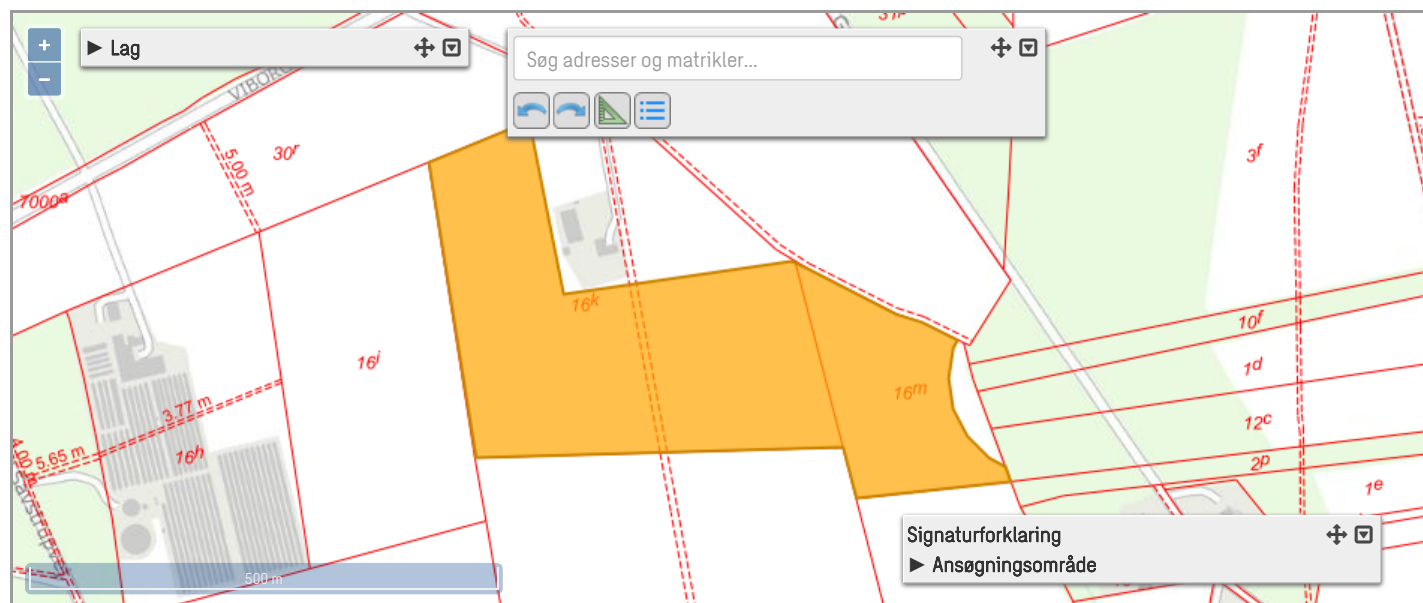 +
−
▶ Lag
Søg adresser og matrikler...
VIBORG
30r
5.00 m
7000a
3f
16k
16i
16m
10f
1d
12c
2p
1e
3.77 m
5.65 m
16h
4.00 m
500 m
Signaturforklaring
▶ Ansøgningsområde